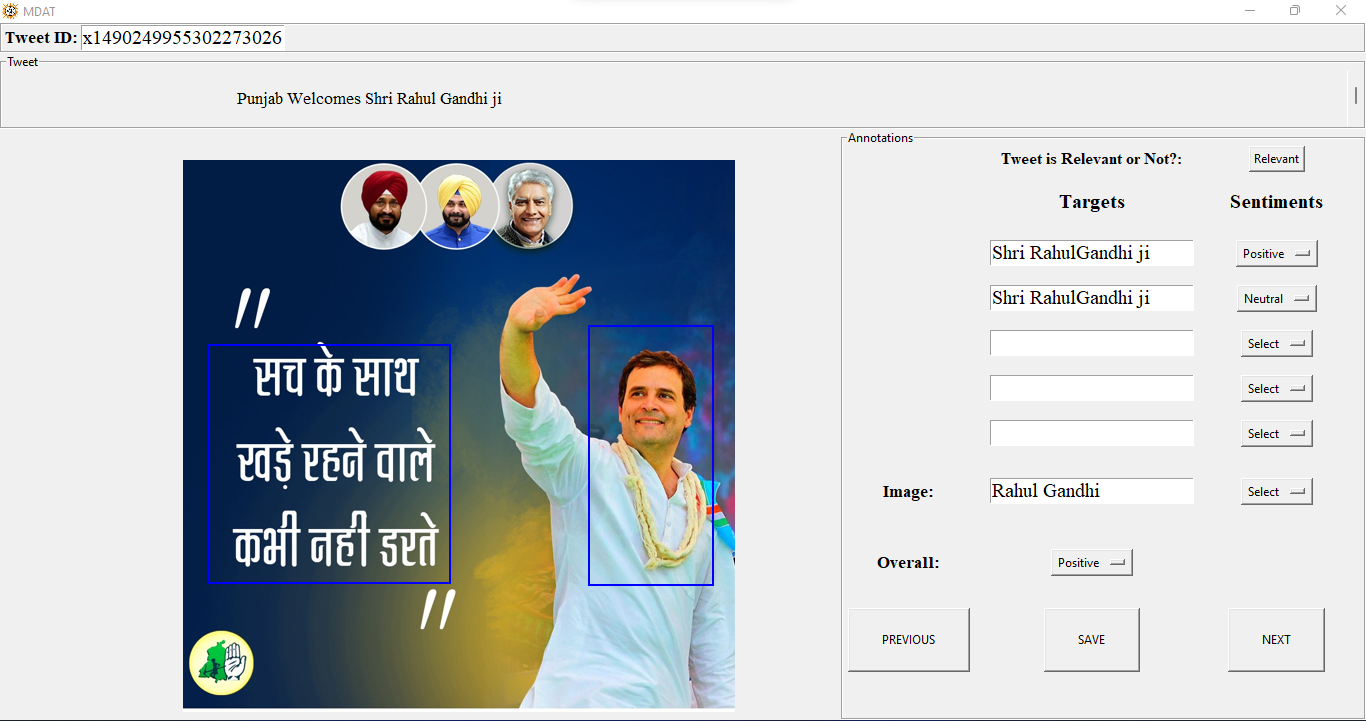 MDAT
Tweet ID: x1490249955302273026
Tweet
Punjab Welcomes Shri Rahul Gandhi ji
"
सच के साथ
खड़े रहने वाले
कभी नही डरते
"
Annotations
Tweet is Relevant or Not?: Relevant
Targets Sentiments
Shri RahulGandhi ji Positive
Shri RahulGandhi ji Neutral
Select
Select
Select
Image: Rahul Gandhi Select
Overall: Positive
PREVIOUS SAVE NEXT